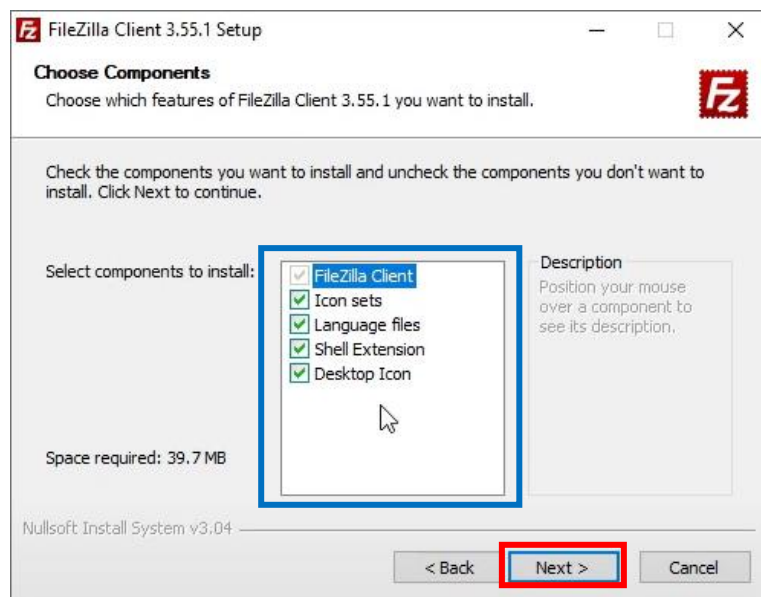 FileZilla Client 3.55.1 Setup
Choose Components
Choose which features of FileZilla Client 3.55.1 you want to install.
Fz
Check the components you want to install and uncheck the components you don't want to
install. Click Next to continue.
Select components to install:
FileZilla Client
Icon sets
Language files
Shell Extension
Desktop Icon
Description
Position your mouse
over a component to
see its description.
Space required: 39.7 MB
Nullsoft Install System v3.04
< Back
Next >
Cancel